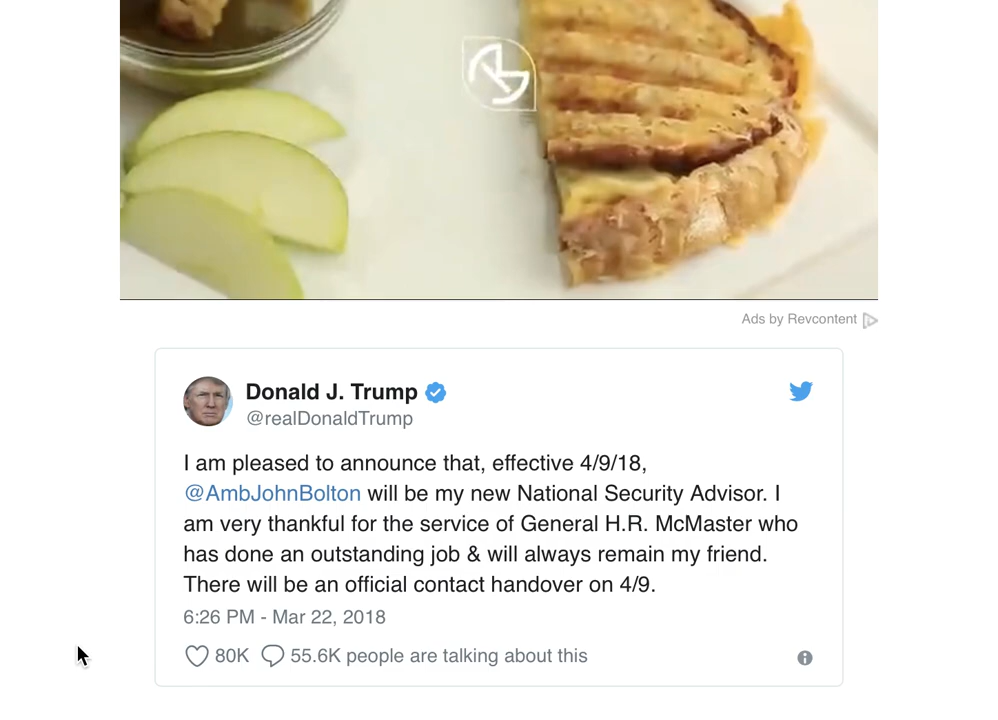 Ads by Revcontent
Donald J. Trump
@realDonaldTrump
I am pleased to announce that, effective 4/9/18,
@AmbJohnBolton will be my new National Security Advisor. I
am very thankful for the service of General H.R. McMaster who
has done an outstanding job & will always remain my friend.
There will be an official contact handover on 4/9.
6:26 PM - Mar 22, 2018
80K 55.6K people are talking about this